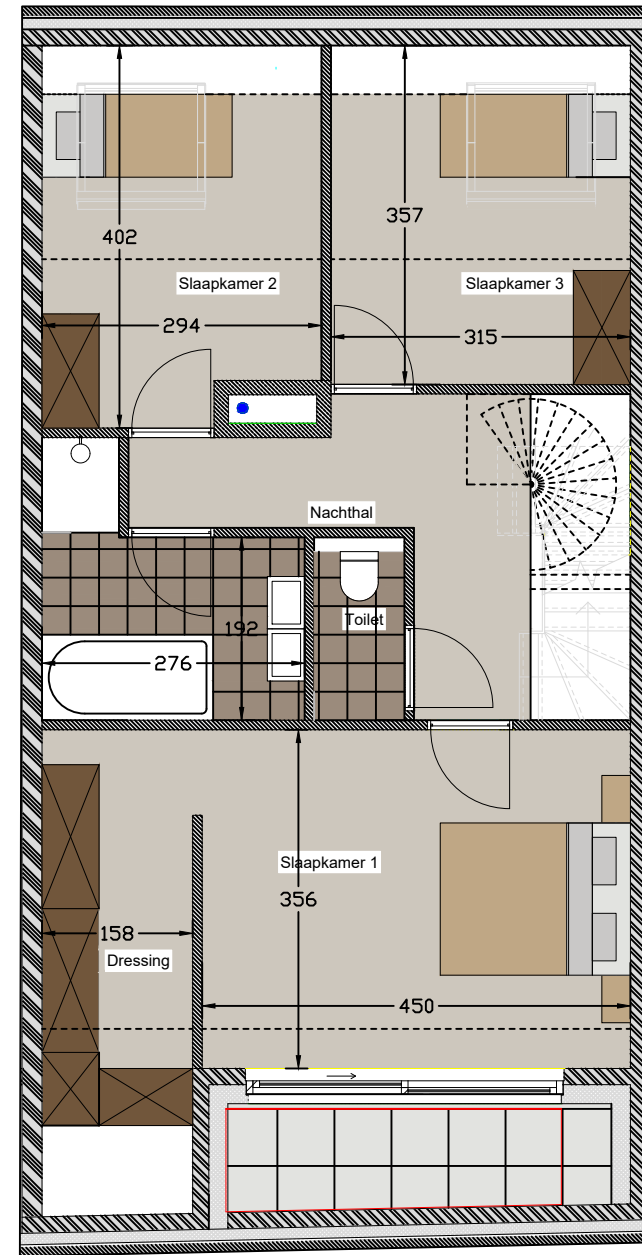 402
357
Slaapkamer 2
Slaapkamer 3
294
315
Nachthal
Toilet
192
276
Slaapkamer 1
356
158
Dressing
450